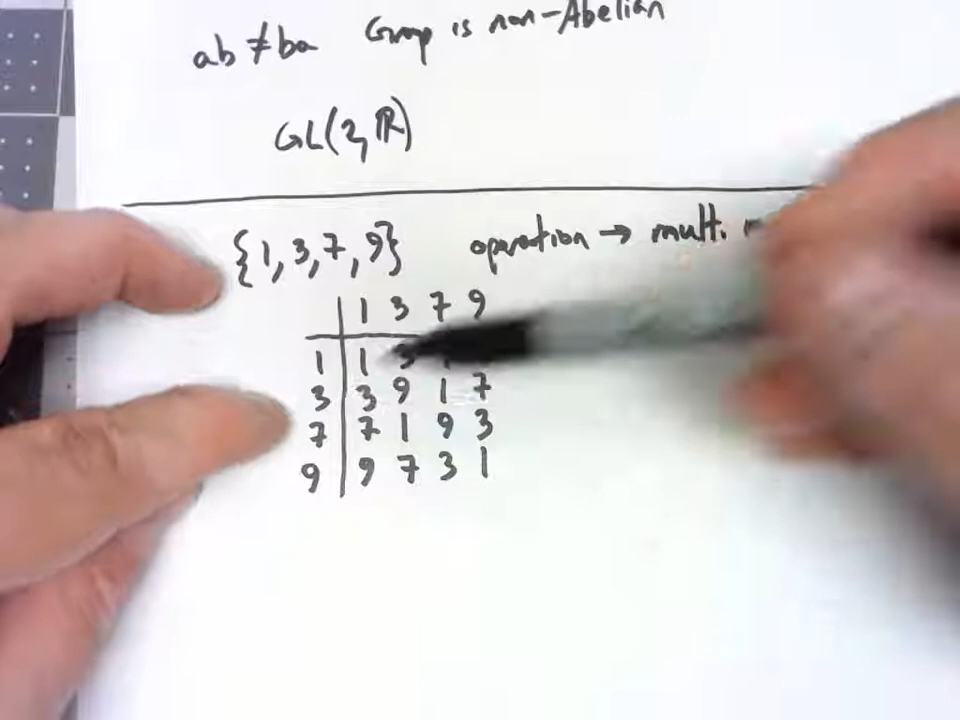 ab ≠ ba Group is non-Abelian
GL(2, ℝ)
{1, 3, 7, 9} operation → mult.
1 3 7 9
1 1 3
3 3 9 1 7
7 7 1 9 3
9 9 7 3 1